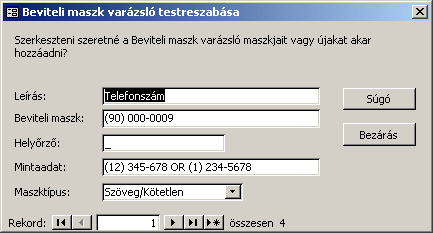 Beviteli maszk varázsló testreszabása
Szerkeszteni szeretné a Beviteli maszk varázsló maszkjait vagy újakat akar
hozzáadni?
Leírás: Telefonszám
Súgó
Beviteli maszk: (90) 000-0009
Helyőrző: _
Bezárás
Mintaadat: (12) 345-678 OR (1) 234-5678
Maszktípus: Szöveg/Kötetlen
Rekord: 1 összesen 4